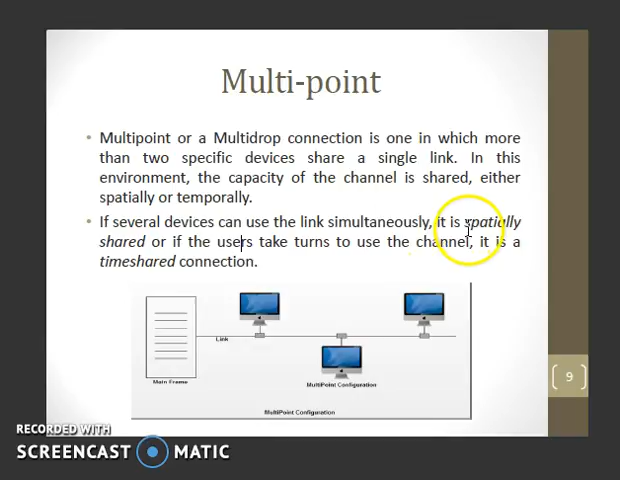 Multi-point
• Multipoint or a Multidrop connection is one in which more
than two specific devices share a single link. In this
environment, the capacity of the channel is shared, either
spatially or temporally.
• If several devices can use the link simultaneously, it is spatially
shared or if the users take turns to use the channel, it is a
timeshared connection.
Link
Main Frame
MultiPoint Configuration
MultiPoint Configuration
9
RECORDED WITH
SCREENCAST MATIC